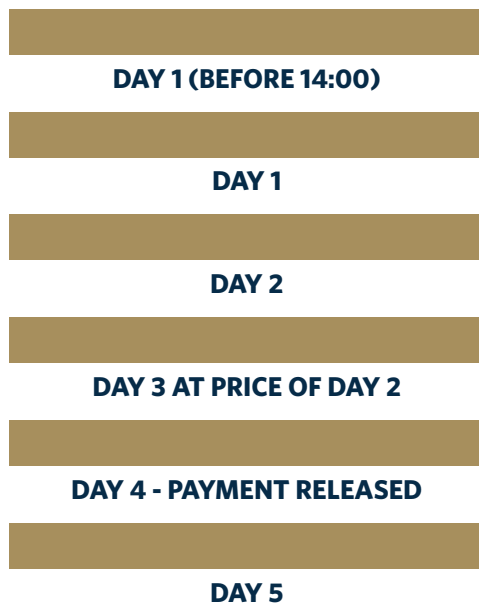 DAY 1 (BEFORE 14:00)
DAY 1
DAY 2
DAY 3 AT PRICE OF DAY 2
DAY 4 - PAYMENT RELEASED
DAY 5